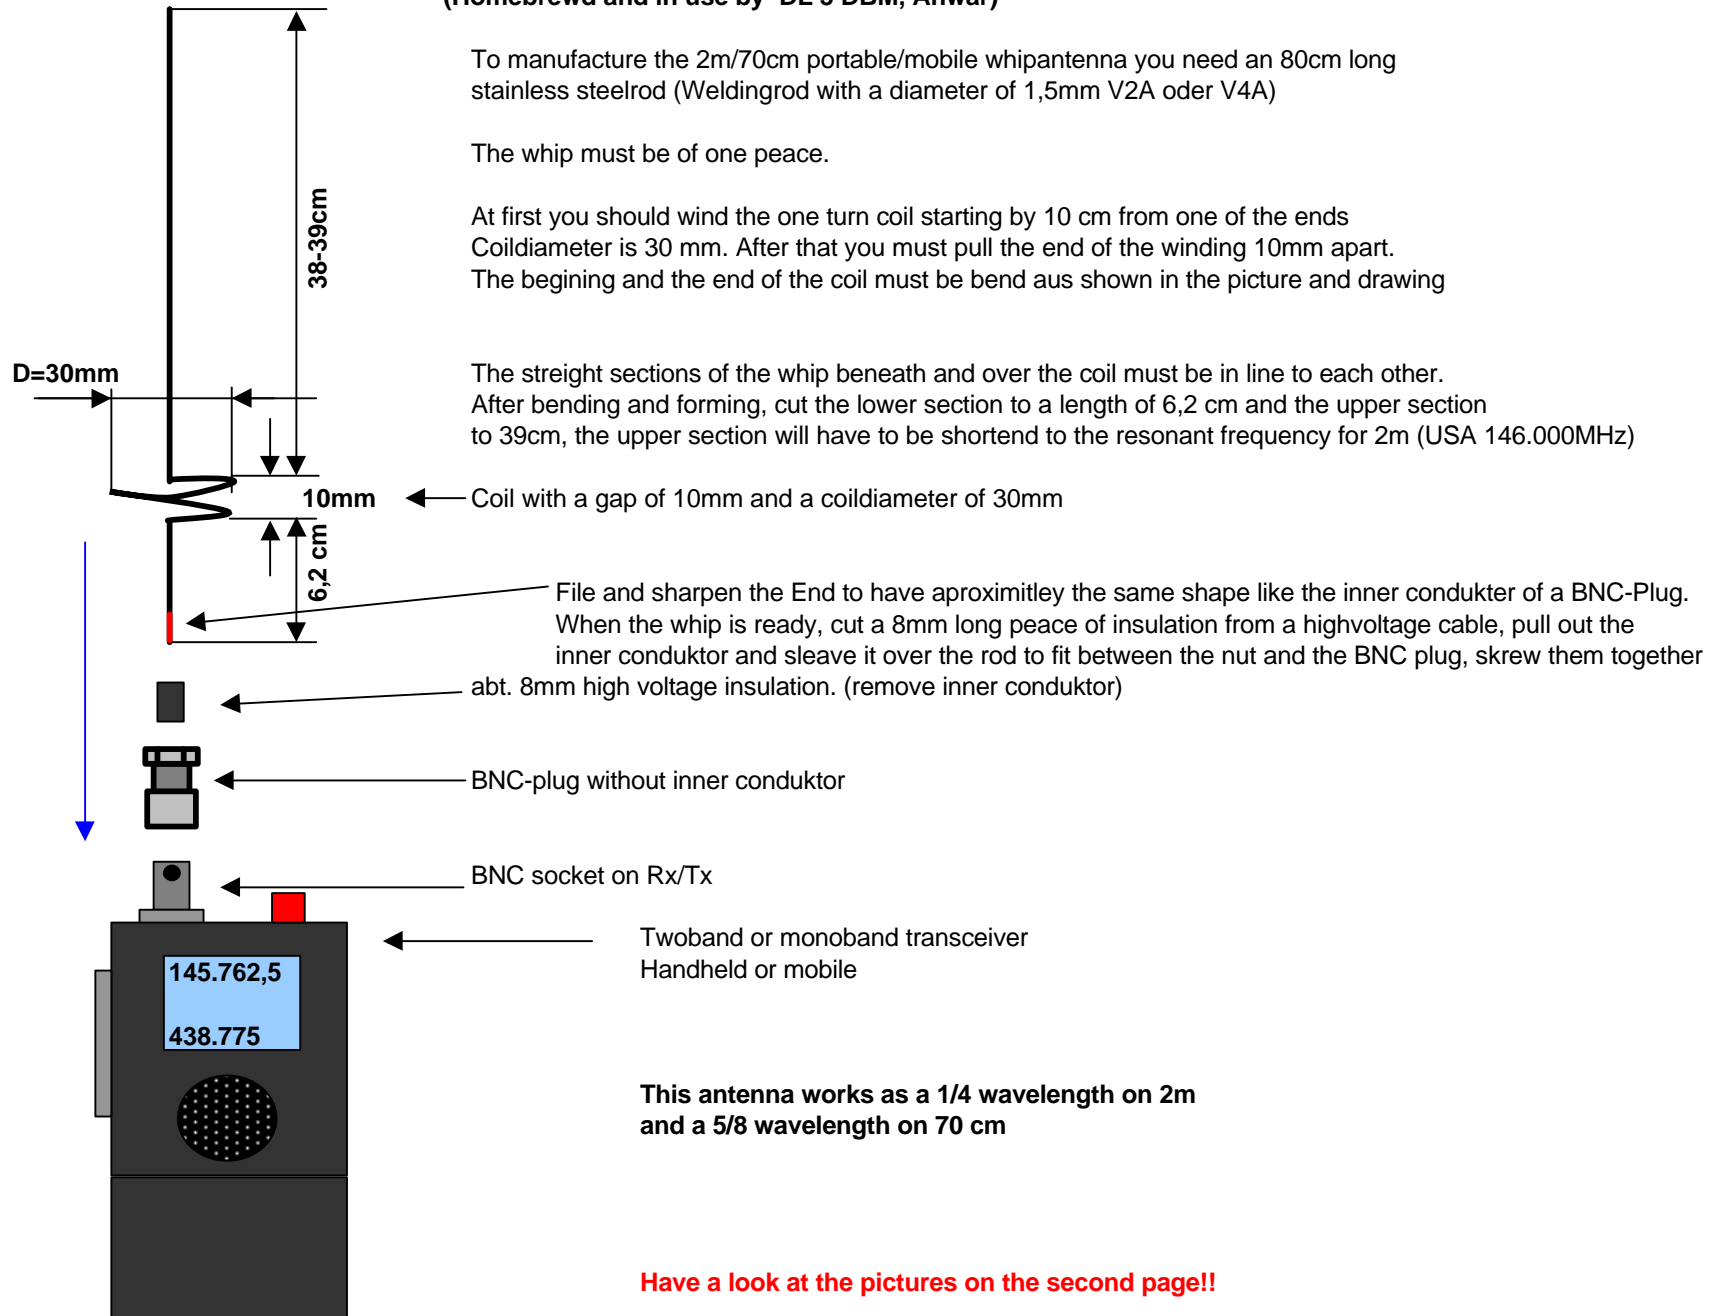 (Homebrewd and in use by DL 3 DBM, Anwar)
To manufacture the 2m/70cm portable/mobile whipantenna you need an 80cm long
stainless steelrod (Weldingrod with a diameter of 1,5mm V2A oder V4A)
The whip must be of one peace.
At first you should wind the one turn coil starting by 10 cm from one of the ends
Coildiameter is 30 mm. After that you must pull the end of the winding 10mm apart.
The begining and the end of the coil must be bend aus shown in the picture and drawing
38-39cm
D=30mm
The streight sections of the whip beneath and over the coil must be in line to each other.
After bending and forming, cut the lower section to a length of 6,2 cm and the upper section
to 39cm, the upper section will have to be shortend to the resonant frequency for 2m (USA 146.000MHz)
10mm
Coil with a gap of 10mm and a coildiameter of 30mm
6,2 cm
File and sharpen the End to have aproximitley the same shape like the inner condukter of a BNC-Plug.
When the whip is ready, cut a 8mm long peace of insulation from a highvoltage cable, pull out the
inner conduktor and sleave it over the rod to fit between the nut and the BNC plug, skrew them together
abt. 8mm high voltage insulation. (remove inner conduktor)
BNC-plug without inner conduktor
BNC socket on Rx/Tx
Twoband or monoband transceiver
Handheld or mobile
145.762,5
438.775
This antenna works as a 1/4 wavelength on 2m
and a 5/8 wavelength on 70 cm
Have a look at the pictures on the second page!!